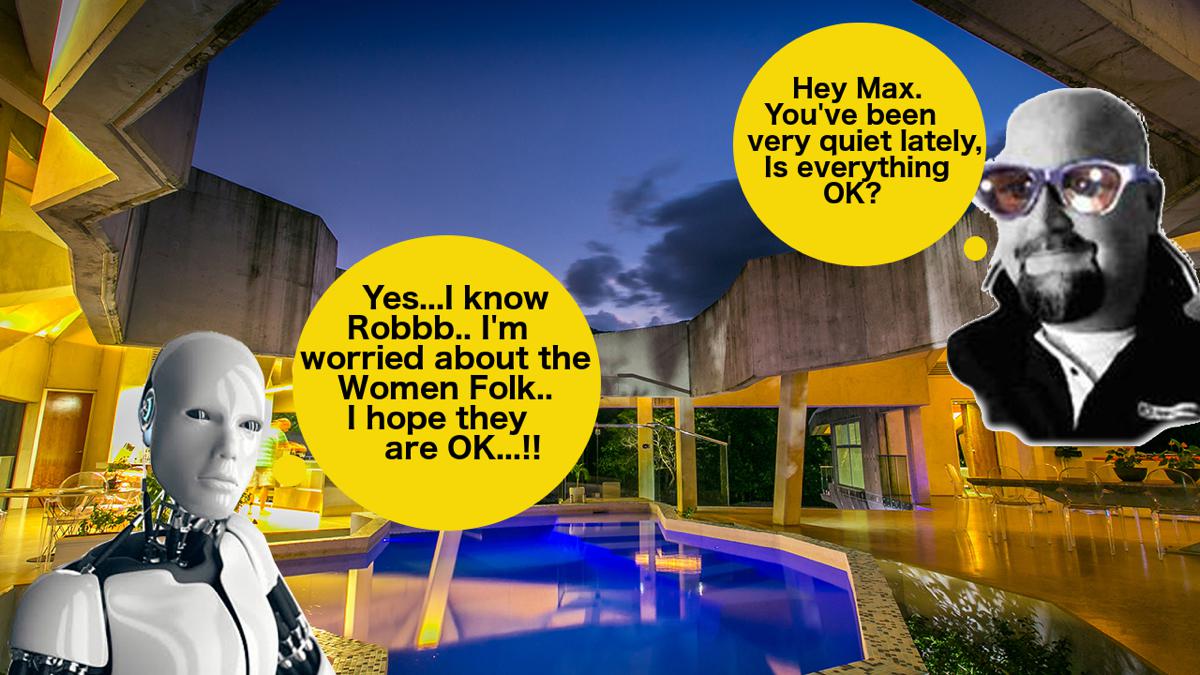 Hey Max.
You've been
very quiet lately,
Is everything
OK?
Yes...I know
Robbb.. I'm
worried about the
Women Folk..
I hope they
are OK...!!